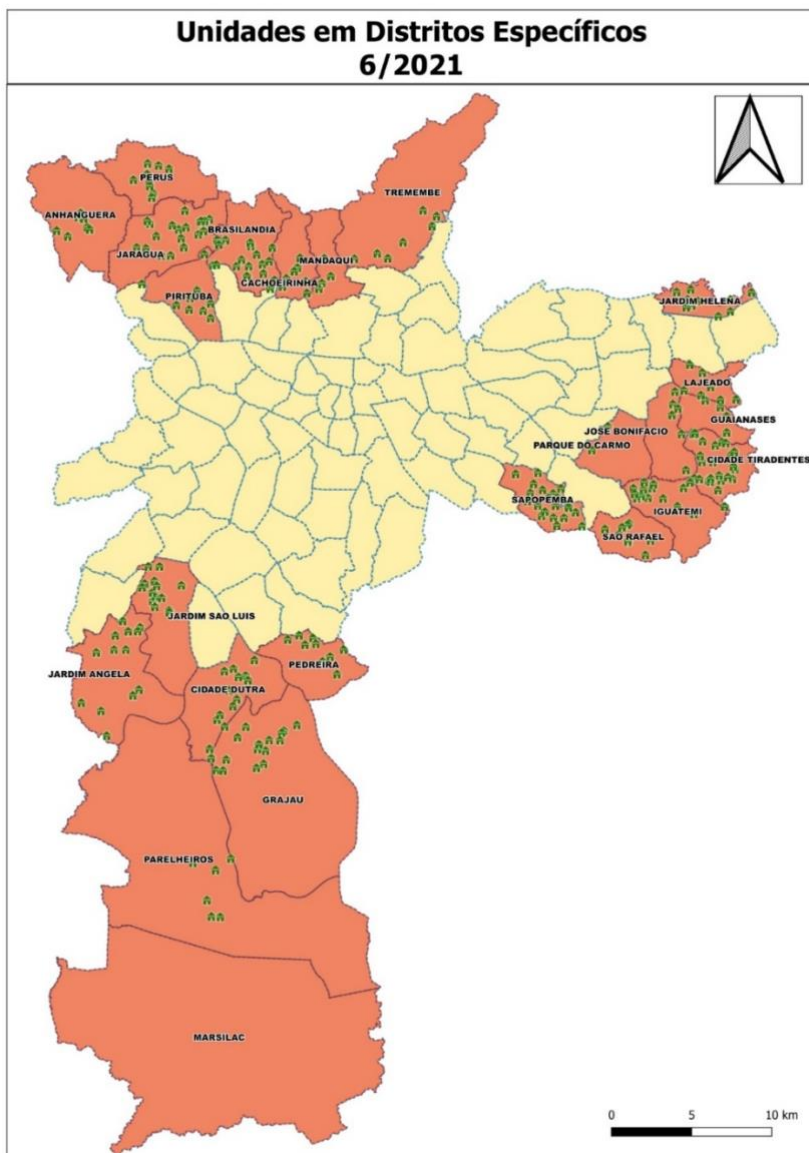 Unidades em Distritos Específicos
6/2021
TREMEMBE
PERUS
ANHANGUERA
BRASILANDIA
JARAGUA
MANDAQUI
CACHOEIRINHA
PIRITUBA
JARDIM HELENA
LAJEADO
GUAIANASES
JOSE BONIFACIO
PARQUE DO CARMO
CIDADE TIRADENTES
SAPOPEMBA
IGUATEMI
SAO RAFAEL
JARDIM SAO LUIS
PEDREIRA
JARDIM ANGELA
CIDADE DUTRA
GRAJAU
PARELHEIROS
MARSILAC
0 5 10 km